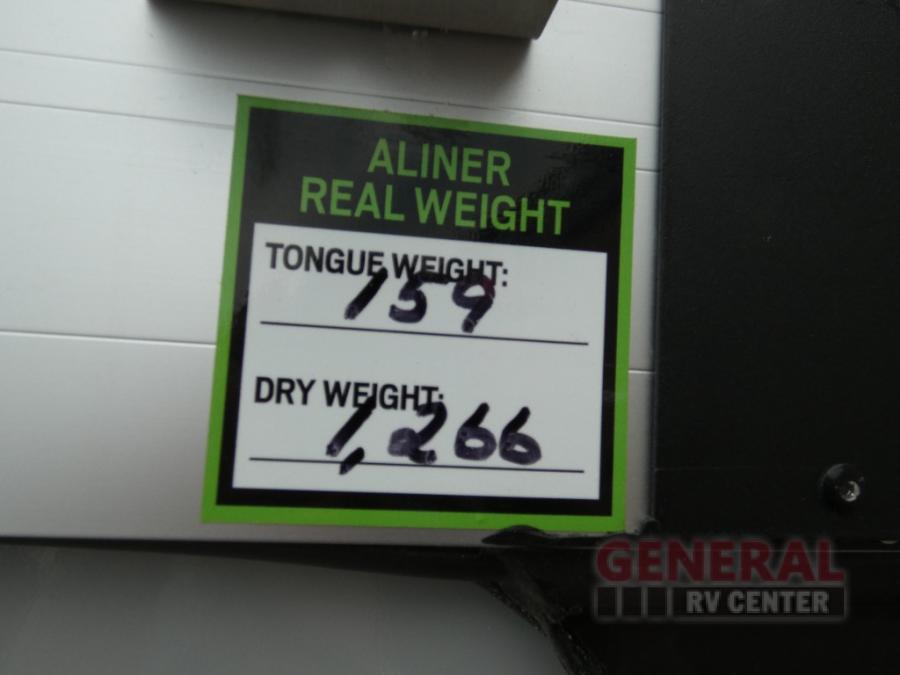 ALINER
REAL WEIGHT
TONGUE WEIGHT:
159
DRY WEIGHT:
1,266
GENERAL
RV CENTER